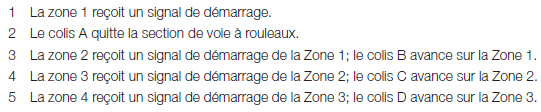 1 La zone 1 reçoit un signal de démarrage.
2 Le colis A quitte la section de voie à rouleaux.
3 La zone 2 reçoit un signal de démarrage de la Zone 1; le colis B avance sur la Zone 1.
4 La zone 3 reçoit un signal de démarrage de la Zone 2; le colis C avance sur la Zone 2.
5 La zone 4 reçoit un signal de démarrage de la Zone 3; le colis D avance sur la Zone 3.